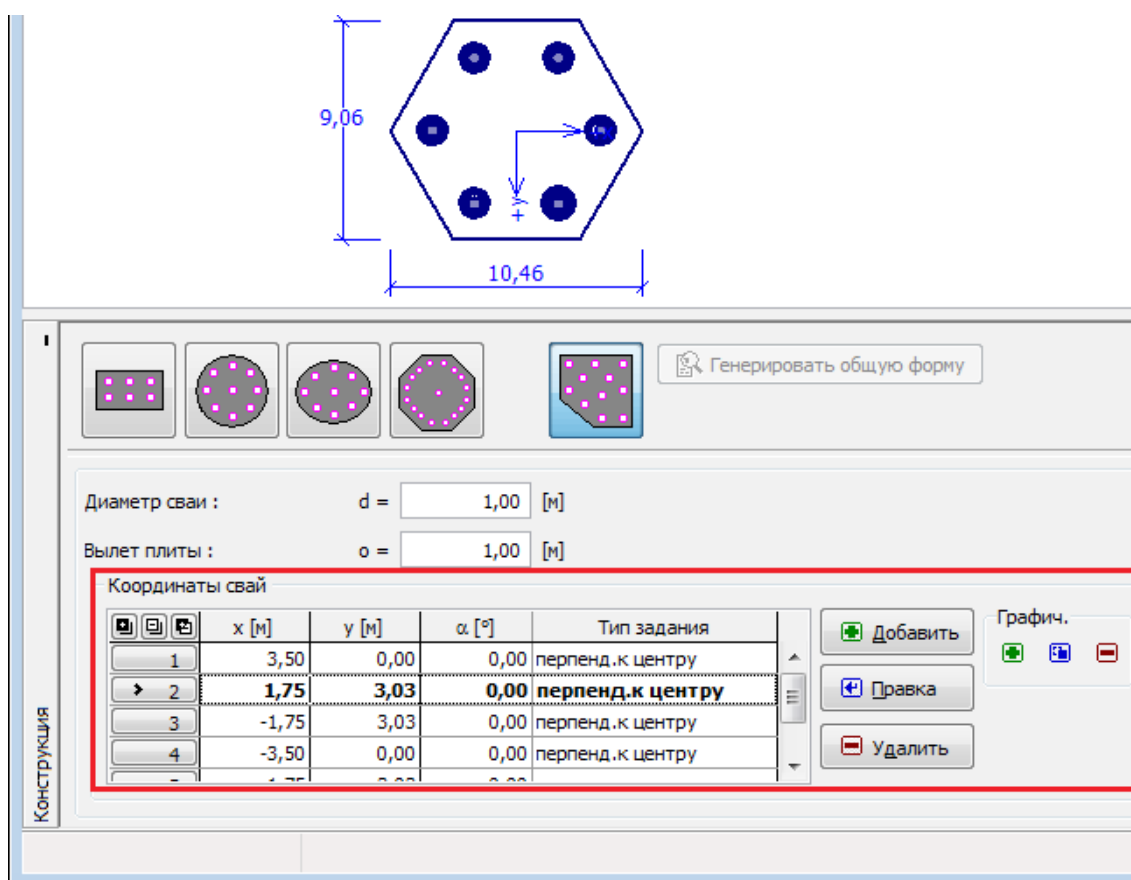 9,06
+ y
10,46
Генерировать общую форму
Диаметр сваи : d = 1,00 [м]
Вылет плиты : o = 1,00 [м]
Координаты свай
x [м] y [м] α [°] Тип задания
1 3,50 0,00 0,00 перпенд.к центру
2 1,75 3,03 0,00 перпенд.к центру
3 -1,75 3,03 0,00 перпенд.к центру
4 -3,50 0,00 0,00 перпенд.к центру
Добавить
Правка
Удалить
Графич.
Конструкция